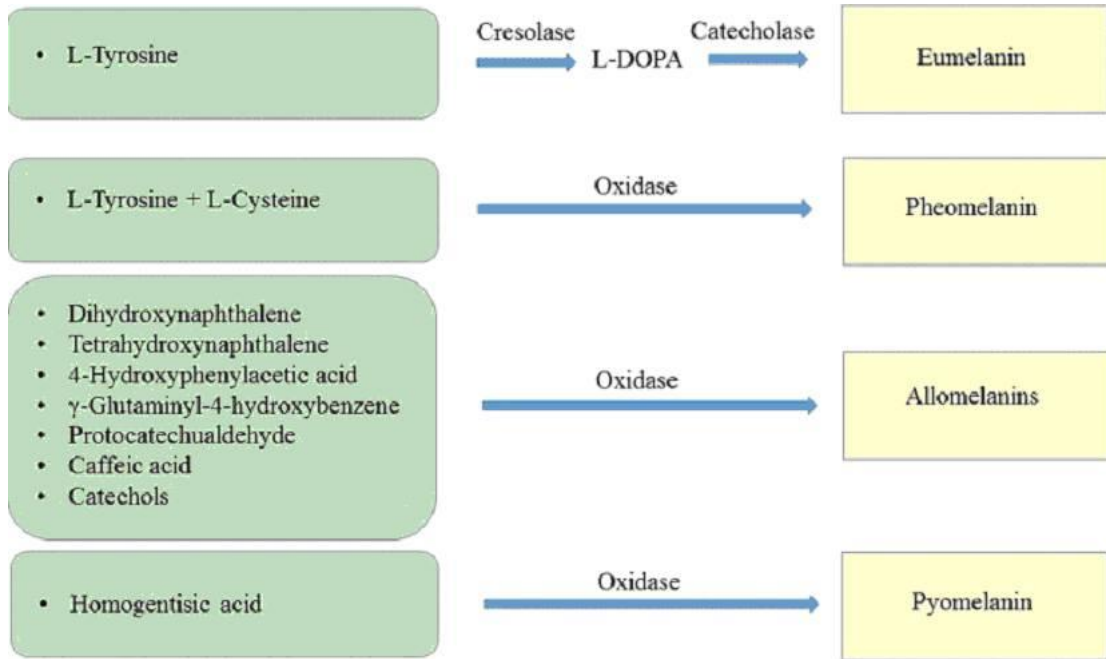 • L-Tyrosine
Cresolase
L-DOPA
Catecholase
Eumelanin
• L-Tyrosine + L-Cysteine
Oxidase
Pheomelanin
• Dihydroxynaphthalene
• Tetrahydroxynaphthalene
• 4-Hydroxyphenylacetic acid
• γ-Glutaminyl-4-hydroxybenzene
• Protocatechualdehyde
• Caffeic acid
• Catechols
Oxidase
Allomelanins
• Homogentisic acid
Oxidase
Pyomelanin